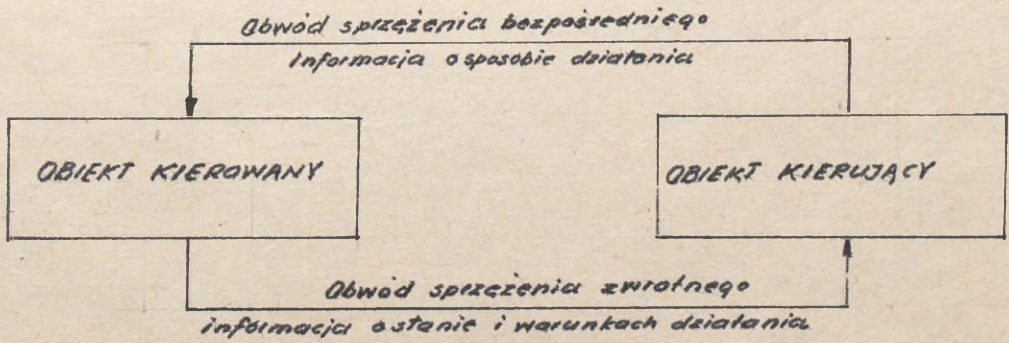 Obwód sprzężenia bezpośredniego
Informacja o sposobie działania
OBIEKT KIEROWANY
OBIEKT KIERUJĄCY
Obwód sprzężenia zwrotnego
informacja o stanie i warunkach działania